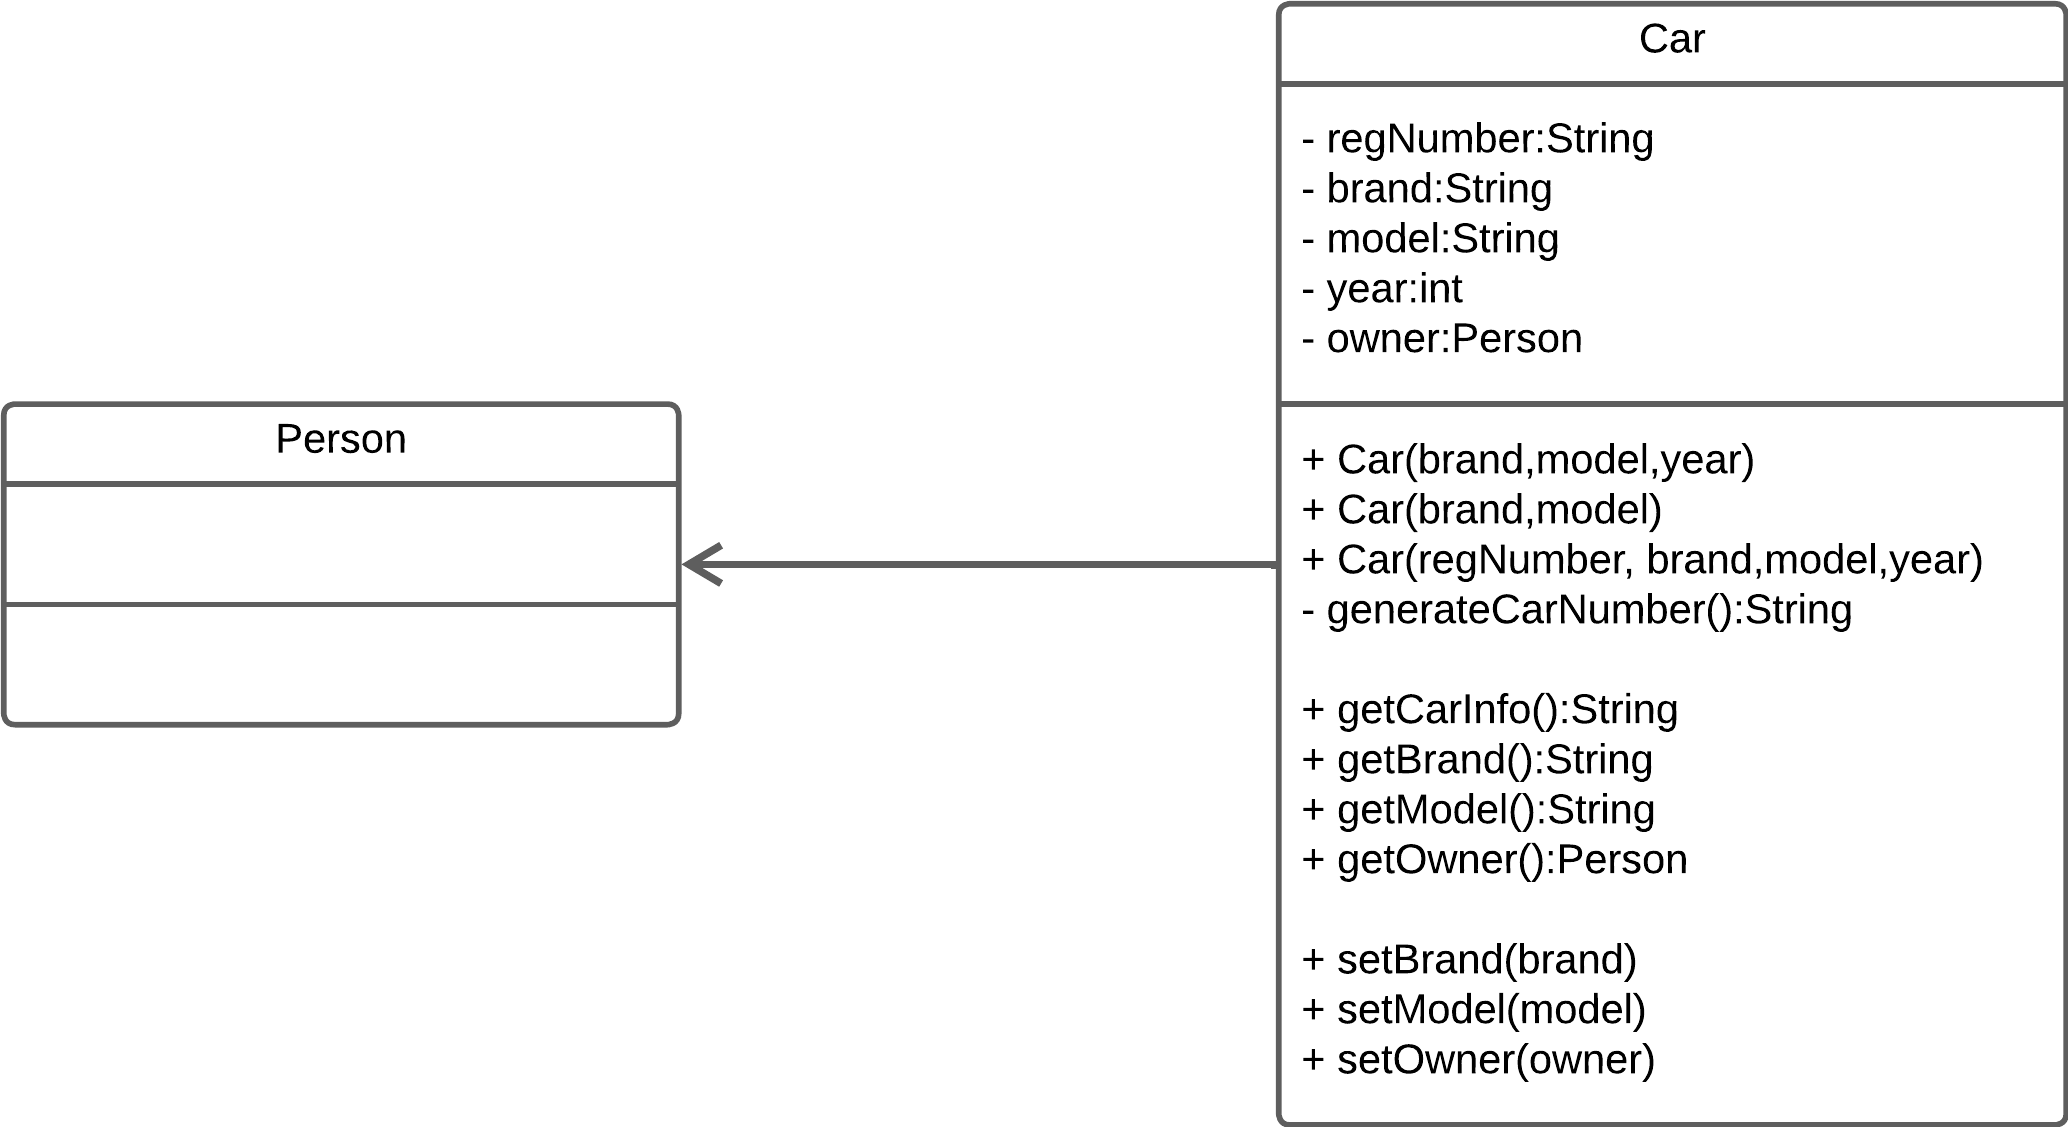 Person
Car
- regNumber:String
- brand:String
- model:String
- year:int
- owner:Person
+ Car(brand,model,year)
+ Car(brand,model)
+ Car(regNumber, brand,model,year)
- generateCarNumber():String
+ getCarInfo():String
+ getBrand():String
+ getModel():String
+ getOwner():Person
+ setBrand(brand)
+ setModel(model)
+ setOwner(owner)